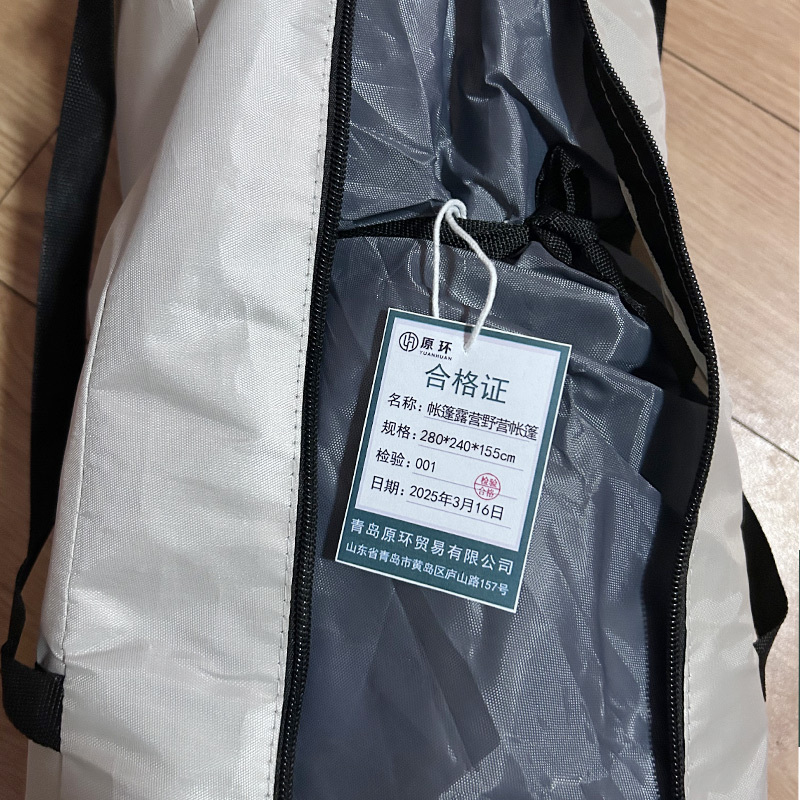 原环
YUANHUAN
合格证
名称：帐篷露营野营帐篷
规格：280*240*155cm
检验：001
检验
合格
日期：2025年3月16日
青岛原环贸易有限公司
山东省青岛市黄岛区庐山路157号